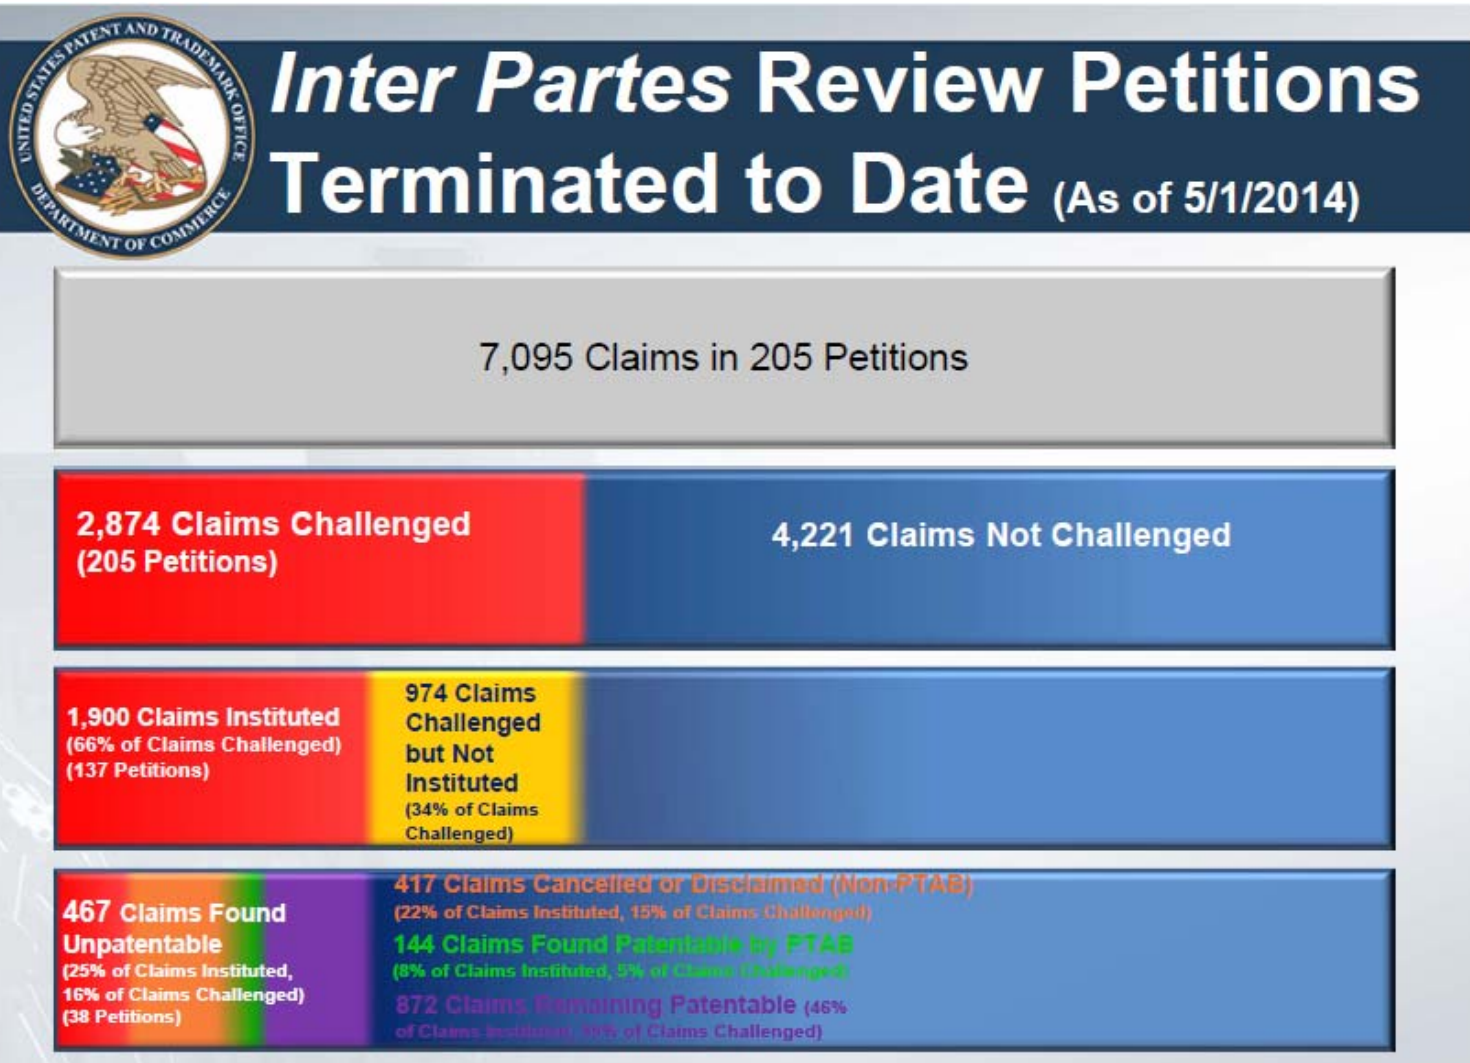 UNITED STATES PATENT AND TRADEMARK OFFICE
DEPARTMENT OF COMMERCE
Inter Partes Review Petitions
Terminated to Date (As of 5/1/2014)
7,095 Claims in 205 Petitions
2,874 Claims Challenged
(205 Petitions)
4,221 Claims Not Challenged
1,900 Claims Instituted
(66% of Claims Challenged)
(137 Petitions)
974 Claims
Challenged
but Not
Instituted
(34% of Claims
Challenged)
467 Claims Found
Unpatentable
(25% of Claims Instituted,
16% of Claims Challenged)
(38 Petitions)
417 Claims Cancelled or Disclaimed (Non-PTAB)
(22% of Claims Instituted, 15% of Claims Challenged)
144 Claims Found Patentable by PTAB
(8% of Claims Instituted, 5% of Claims Challenged)
872 Claims Remaining Patentable (46%
of Claims Instituted, of Claims Challenged)